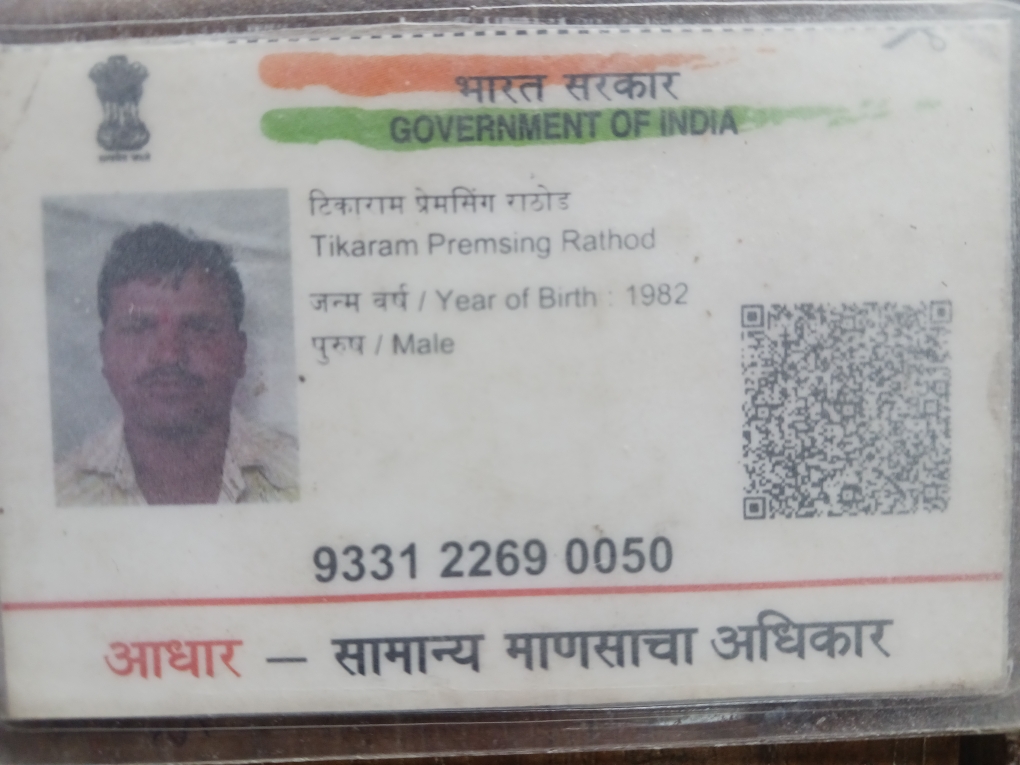 भारत सरकार
GOVERNMENT OF INDIA
टिकाराम प्रेमसिंग राठोड
Tikaram Premsing Rathod
जन्म वर्ष / Year of Birth : 1982
पुरुष / Male
9331 2269 0050
आधार — सामान्य माणसाचा अधिकार